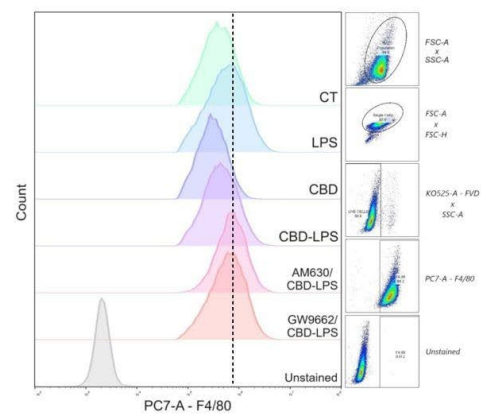 Count
CT
LPS
CBD
CBD-LPS
AM630/
CBD-LPS
GW9662/
CBD-LPS
Unstained
PC7-A - F4/80
FSC-A
x
SSC-A
FSC-A
x
FSC-H
KO525-A - FVD
x
SSC-A
PC7-A - F4/80
Unstained